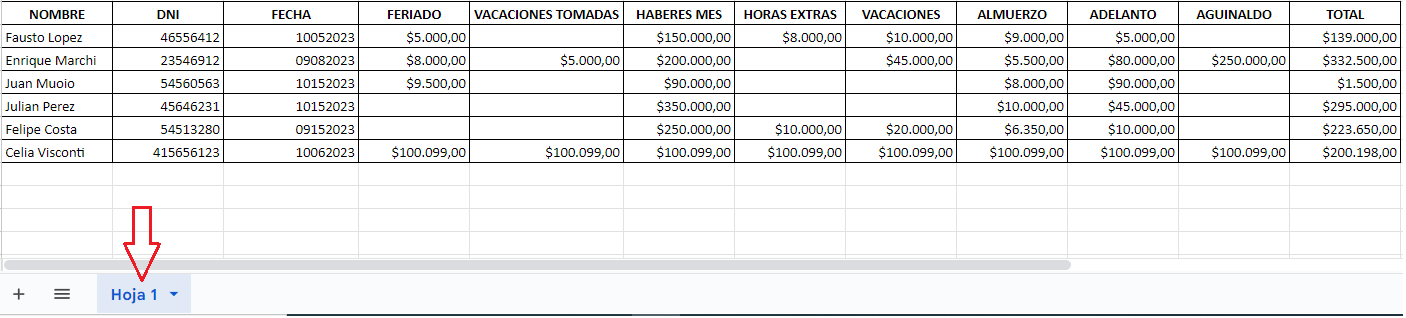 NOMBRE DNI FECHA FERIADO VACACIONES TOMADAS HABERES MES HORAS EXTRAS VACACIONES ALMUERZO ADELANTO AGUINALDO TOTAL
Fausto Lopez 46556412 10052023 $5.000,00 $150.000,00 $8.000,00 $10.000,00 $9.000,00 $5.000,00 $139.000,00
Enrique Marchi 23546912 09082023 $8.000,00 $5.000,00 $200.000,00 $45.000,00 $5.500,00 $80.000,00 $250.000,00 $332.500,00
Juan Muoio 54560563 10152023 $9.500,00 $90.000,00 $8.000,00 $90.000,00 $1.500,00
Julian Perez 45646231 10152023 $350.000,00 $10.000,00 $45.000,00 $295.000,00
Felipe Costa 54513280 09152023 $250.000,00 $10.000,00 $20.000,00 $6.350,00 $10.000,00 $223.650,00
Celia Visconti 415656123 10062023 $100.099,00 $100.099,00 $100.099,00 $100.099,00 $100.099,00 $100.099,00 $100.099,00 $100.099,00 $200.198,00
Hoja 1